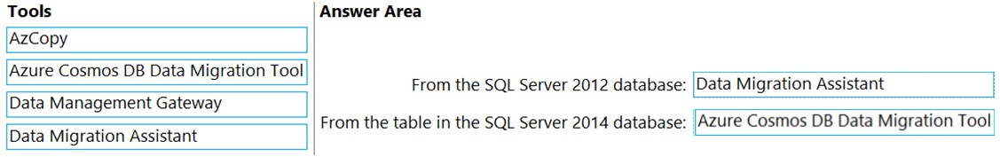 Tools
AzCopy
Azure Cosmos DB Data Migration Tool
Data Management Gateway
Data Migration Assistant
Answer Area
From the SQL Server 2012 database: Data Migration Assistant
From the table in the SQL Server 2014 database: Azure Cosmos DB Data Migration Tool